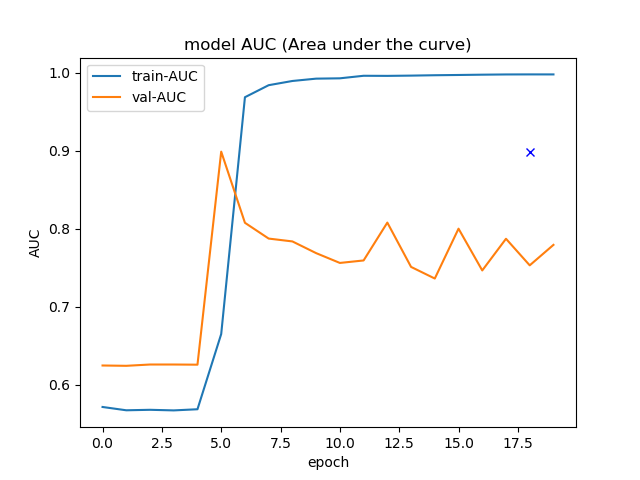 model AUC (Area under the curve)
train-AUC
val-AUC
1.0
0.9
0.8
0.7
0.6
AUC
0.0 2.5 5.0 7.5 10.0 12.5 15.0 17.5
epoch